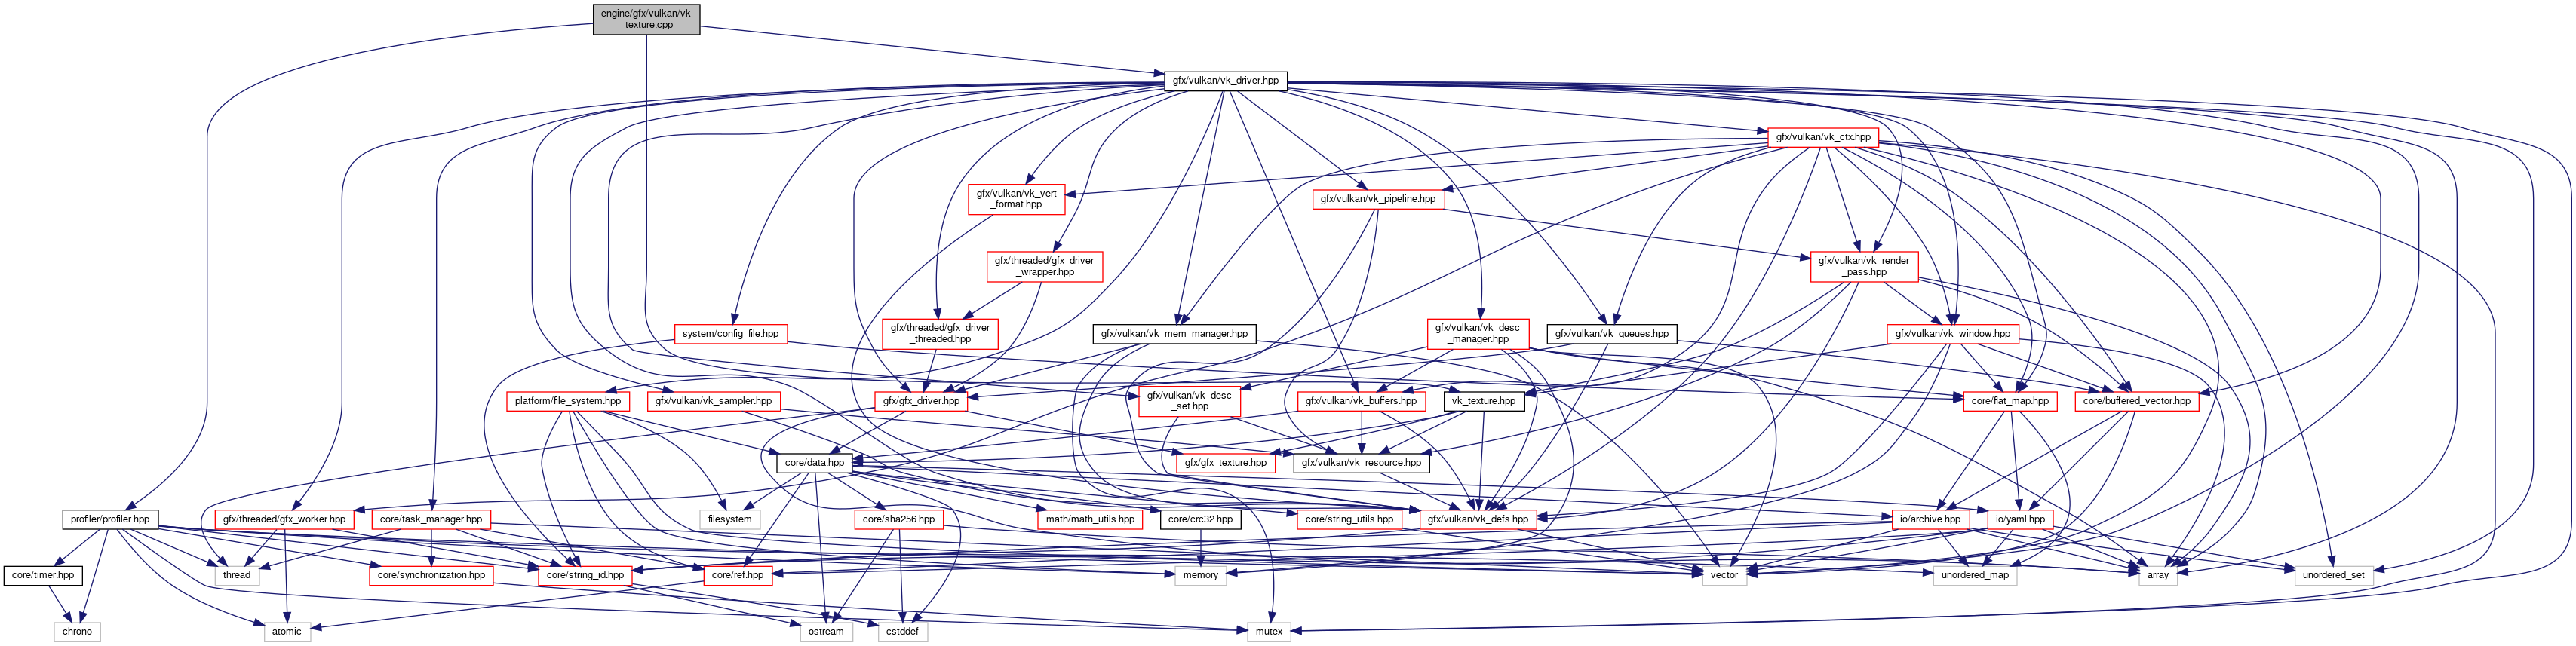 engine/gfx/vulkan/vk
_texture.cpp
gfx/vulkan/vk_driver.hpp
gfx/vulkan/vk_ctx.hpp
gfx/vulkan/vk_vert
_format.hpp
gfx/vulkan/vk_pipeline.hpp
gfx/threaded/gfx_driver
_wrapper.hpp
gfx/vulkan/vk_render
_pass.hpp
system/config_file.hpp
gfx/threaded/gfx_driver
_threaded.hpp
gfx/vulkan/vk_mem_manager.hpp
gfx/vulkan/vk_desc
_manager.hpp
gfx/vulkan/vk_queues.hpp
gfx/vulkan/vk_window.hpp
platform/file_system.hpp
gfx/vulkan/vk_sampler.hpp
gfx/gfx_driver.hpp
gfx/vulkan/vk_desc
_set.hpp
gfx/vulkan/vk_buffers.hpp
vk_texture.hpp
core/flat_map.hpp
core/buffered_vector.hpp
core/data.hpp
gfx/gfx_texture.hpp
gfx/vulkan/vk_resource.hpp
profiler/profiler.hpp
gfx/threaded/gfx_worker.hpp
core/task_manager.hpp
filesystem
core/sha256.hpp
math/math_utils.hpp
core/crc32.hpp
core/string_utils.hpp
gfx/vulkan/vk_defs.hpp
io/archive.hpp
io/yaml.hpp
core/timer.hpp
thread
core/synchronization.hpp
core/string_id.hpp
core/ref.hpp
memory
vector
unordered_map
array
unordered_set
chrono
atomic
ostream
cstddef
mutex